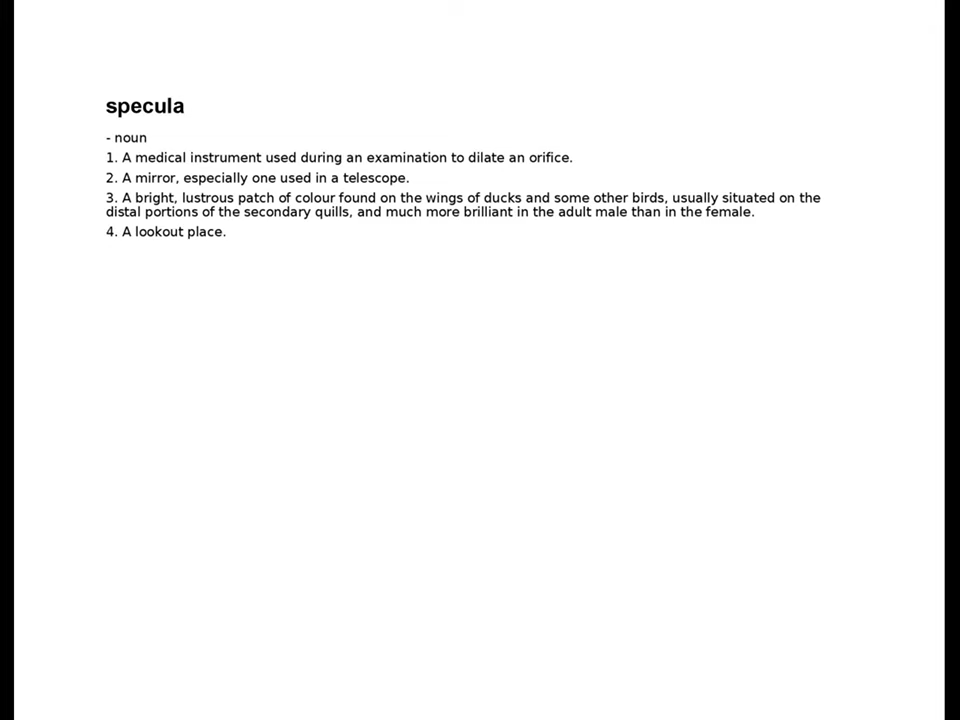 specula
- noun
1. A medical instrument used during an examination to dilate an orifice.
2. A mirror, especially one used in a telescope.
3. A bright, lustrous patch of colour found on the wings of ducks and some other birds, usually situated on the
distal portions of the secondary quills, and much more brilliant in the adult male than in the female.
4. A lookout place.